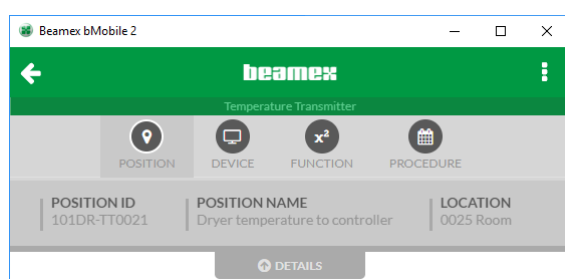 Beamex bMobile 2
beamex
Temperature Transmitter
x²
POSITION DEVICE FUNCTION PROCEDURE
POSITION ID POSITION NAME LOCATION
101DR-TT0021 Dryer temperature to controller 0025 Room
DETAILS